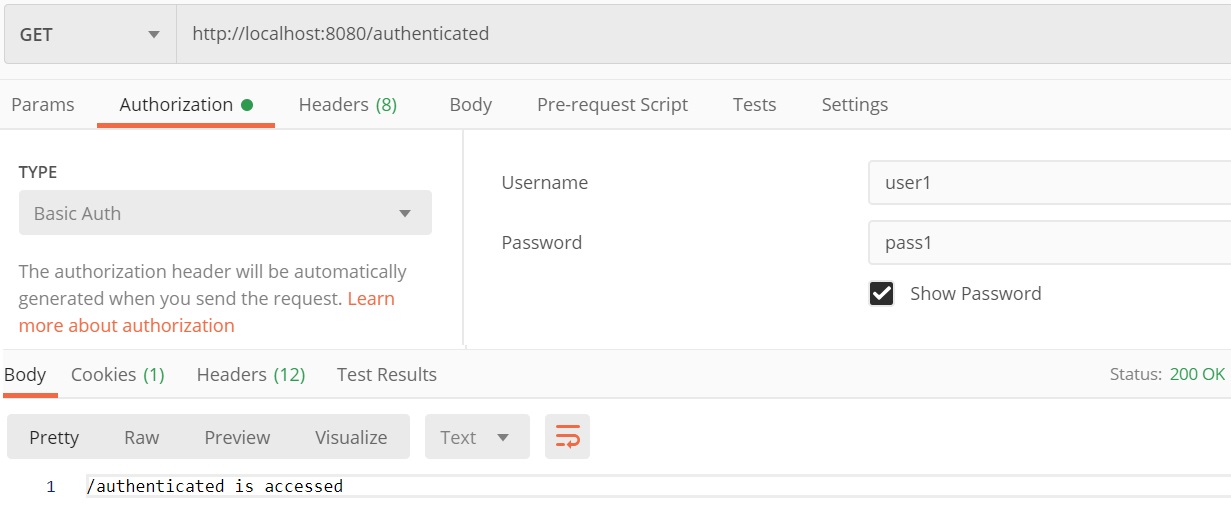 GET http://localhost:8080/authenticated
Params Authorization Headers (8) Body Pre-request Script Tests Settings
TYPE
Basic Auth
The authorization header will be automatically
generated when you send the request. Learn
more about authorization
Username user1
Password pass1
Show Password
Body Cookies (1) Headers (12) Test Results Status: 200 OK
Pretty Raw Preview Visualize Text
1 /authenticated is accessed